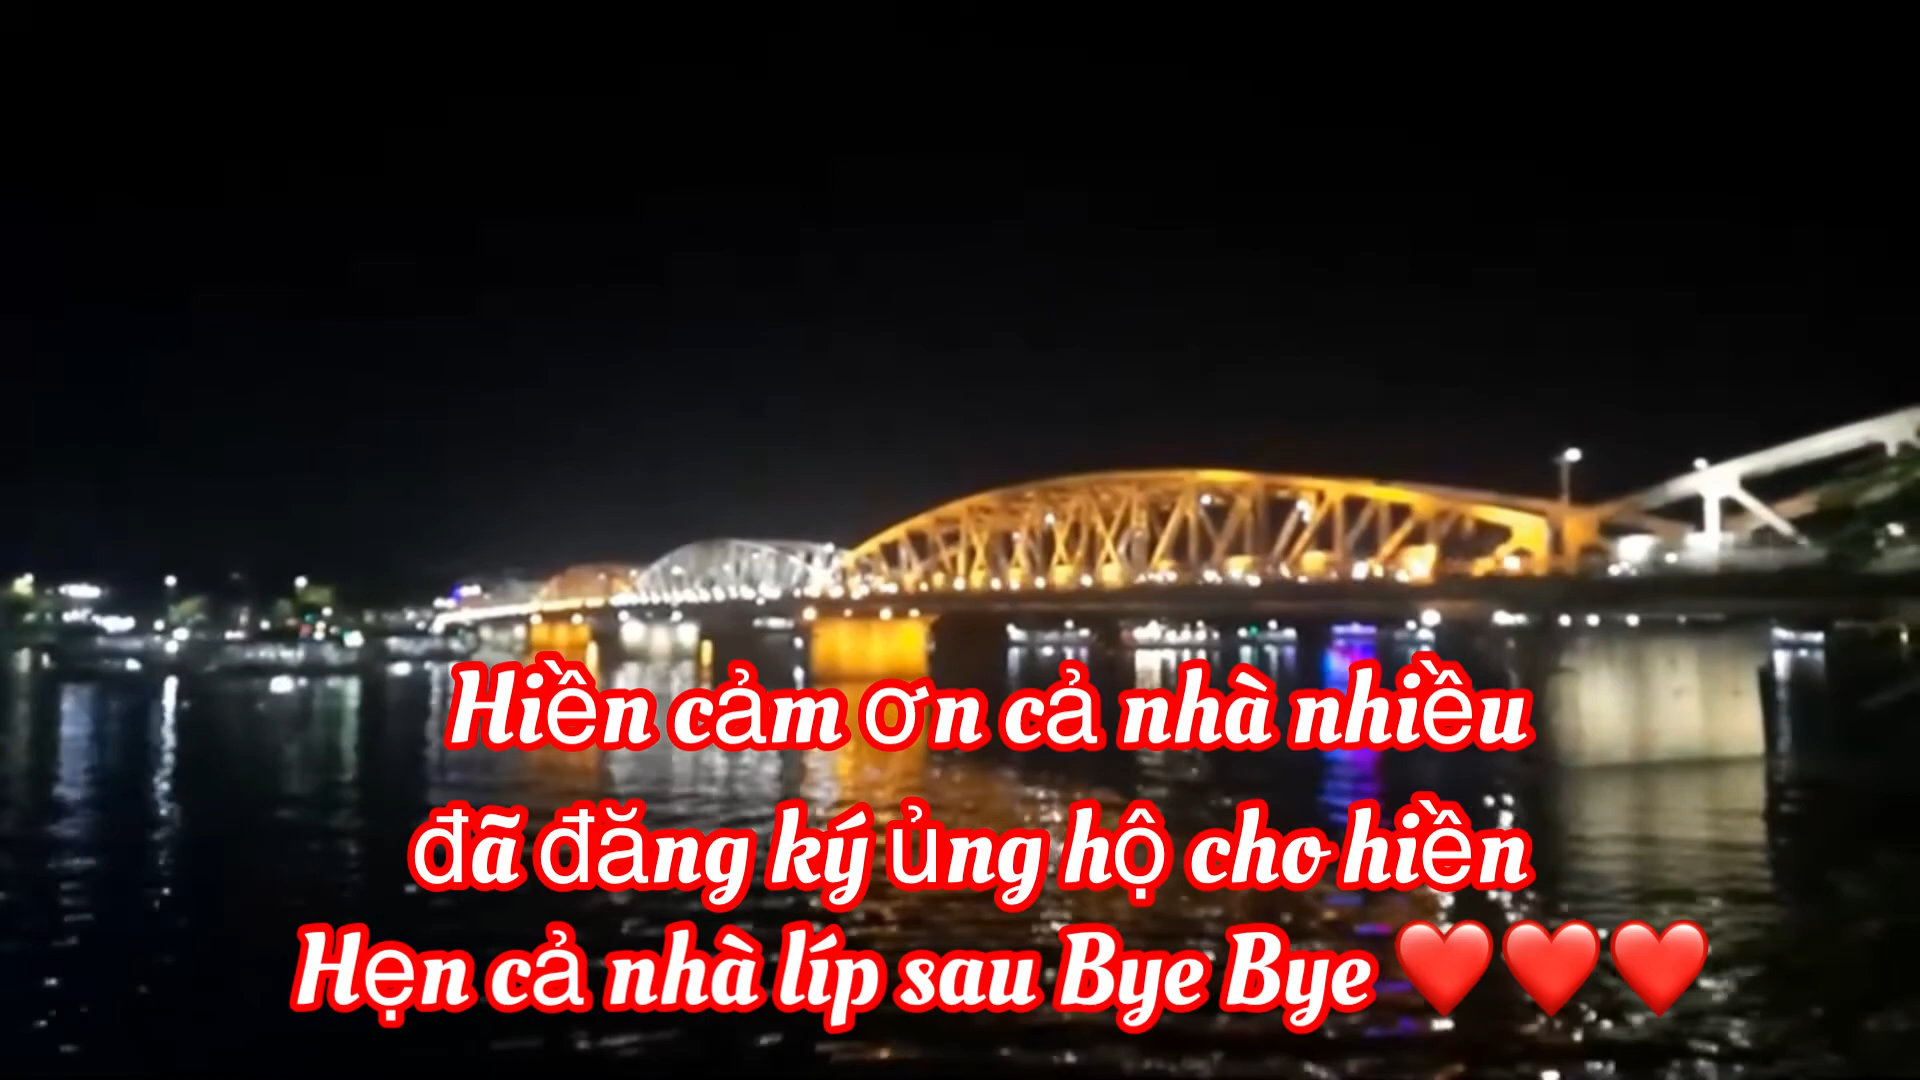 Hiền cảm ơn cả nhà nhiều
đã đăng ký ủng hộ cho hiền
Hẹn cả nhà líp sau Bye Bye ❤️❤️❤️